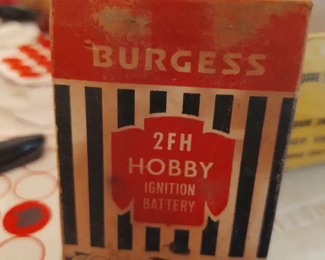 BURGESS
2FH
HOBBY
IGNITION
BATTERY